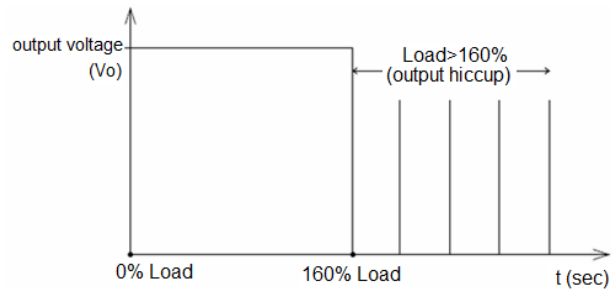 output voltage
(Vo)
Load>160%
(output hiccup)
0% Load
160% Load
t (sec)